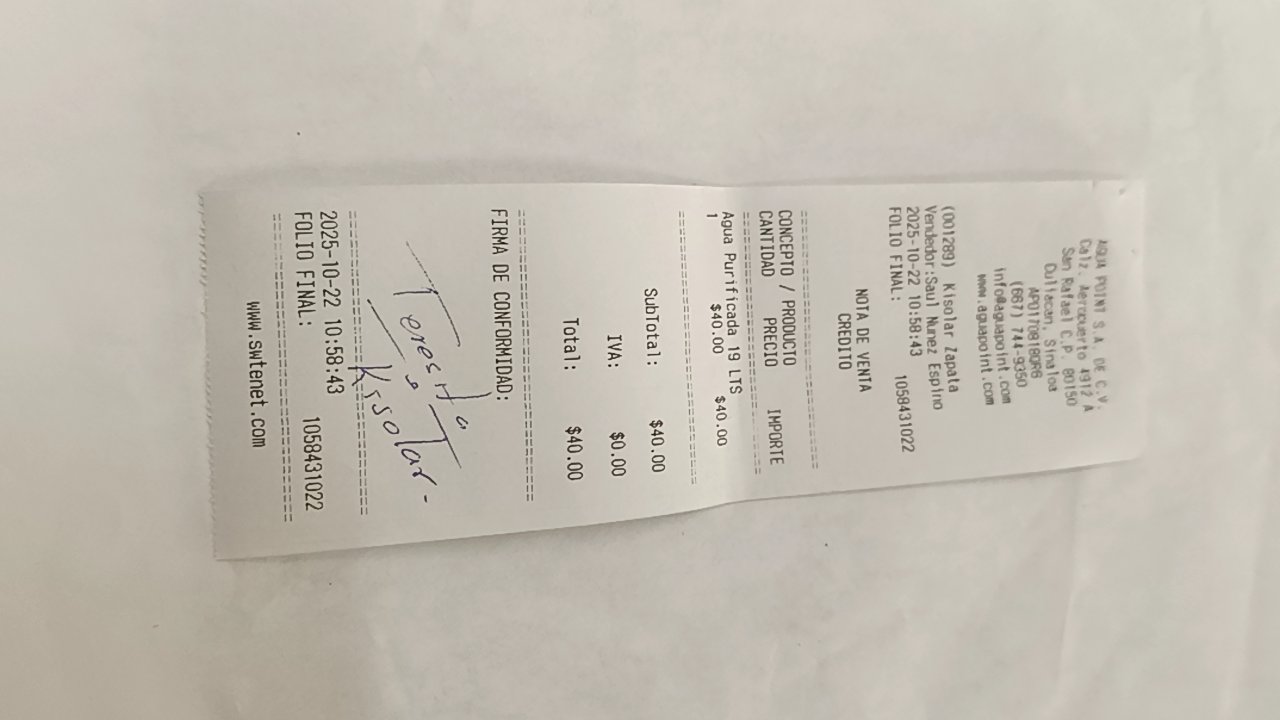 AQUA POINT S.A. DE C.V.
Calz. Aeropuerto 4912 A
San Rafael C.P. 80150
Culiacan, Sinaloa
(667) 744-9350
info@aguapoint.com
www.aguapoint.com
NOTA DE VENTA
CREDITO
(001289) Kisolar Zapata
Vendedor:Saul Nunez Espino
2025-10-22 10:58:43
FOLIO FINAL: 1058431022
==============================
CONCEPTO / PRODUCTO
CANTIDAD PRECIO IMPORTE
==============================
Agua Purificada 19 LTS
1 $40.00 $40.00
==============================
SubTotal: $40.00
IVA: $0.00
Total: $40.00
==============================
FIRMA DE CONFORMIDAD:
Teresita
Kisolar.
==============================
2025-10-22 10:58:43
FOLIO FINAL: 1058431022
==============================
www.swtenet.com